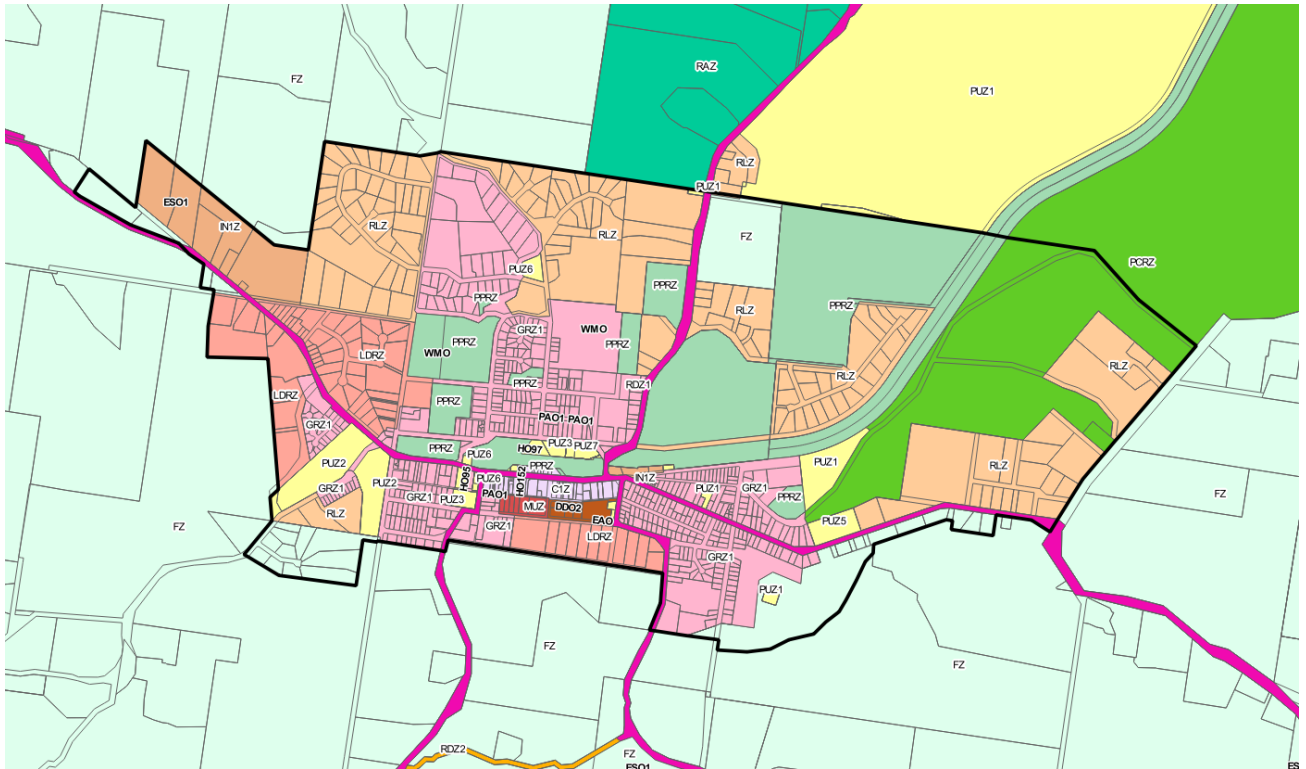 RAZ
FZ
PUZ1
RLZ
PUZ1
ESO1
IN1Z
RLZ
RLZ
FZ
PCRZ
PUZ6
PPRZ
PPRZ
PPRZ
RLZ
GRZ1
WMO
WMO
PPRZ
PPRZ
LDRZ
RLZ
RLZ
PPRZ
RDZ1
LDRZ
PPRZ
GRZ1
PAO1
PAO1
PPRZ
HO97
PUZ3
PUZ7
PUZ6
PUZ2
PPRZ
PUZ1
RLZ
HO95
PUZ6
HO152
IN1Z
PUZ2
GRZ1
C1Z
PUZ1
GRZ1
GRZ1
PUZ3
PAO1
PPRZ
FZ
RLZ
MUZ
DDO2
EAO
PUZ5
FZ
GRZ1
LDRZ
GRZ1
PUZ1
FZ
FZ
RDZ2
FZ
ESO1
ES